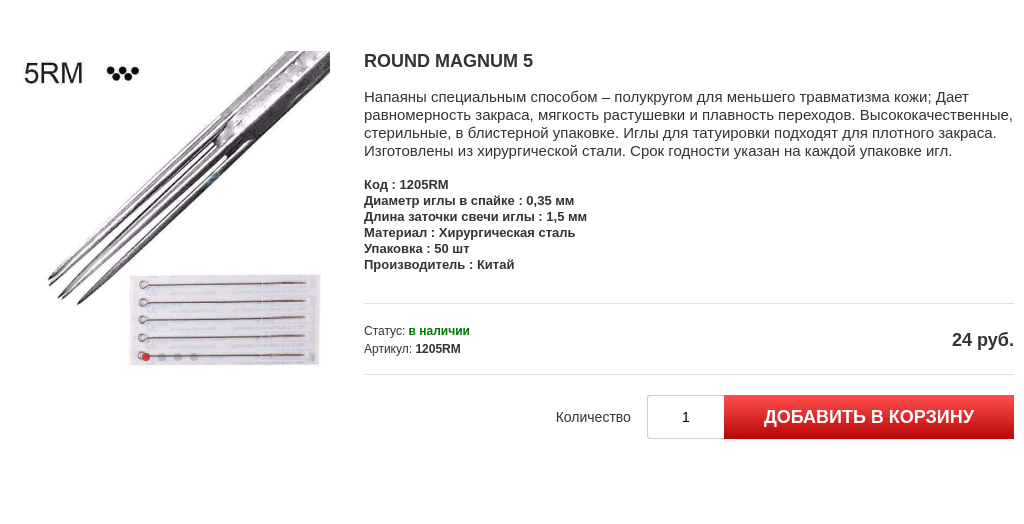 5RM
ROUND MAGNUM 5
Напаяны специальным способом – полукругом для меньшего травматизма кожи; Дает
равномерность закраса, мягкость растушевки и плавность переходов. Высококачественные,
стерильные, в блистерной упаковке. Иглы для татуировки подходят для плотного закраса.
Изготовлены из хирургической стали. Срок годности указан на каждой упаковке игл.
Код : 1205RM
Диаметр иглы в спайке : 0,35 мм
Длина заточки свечи иглы : 1,5 мм
Материал : Хирургическая сталь
Упаковка : 50 шт
Производитель : Китай
Статус: в наличии
Артикул: 1205RM
24 руб.
Количество
1
ДОБАВИТЬ В КОРЗИНУ